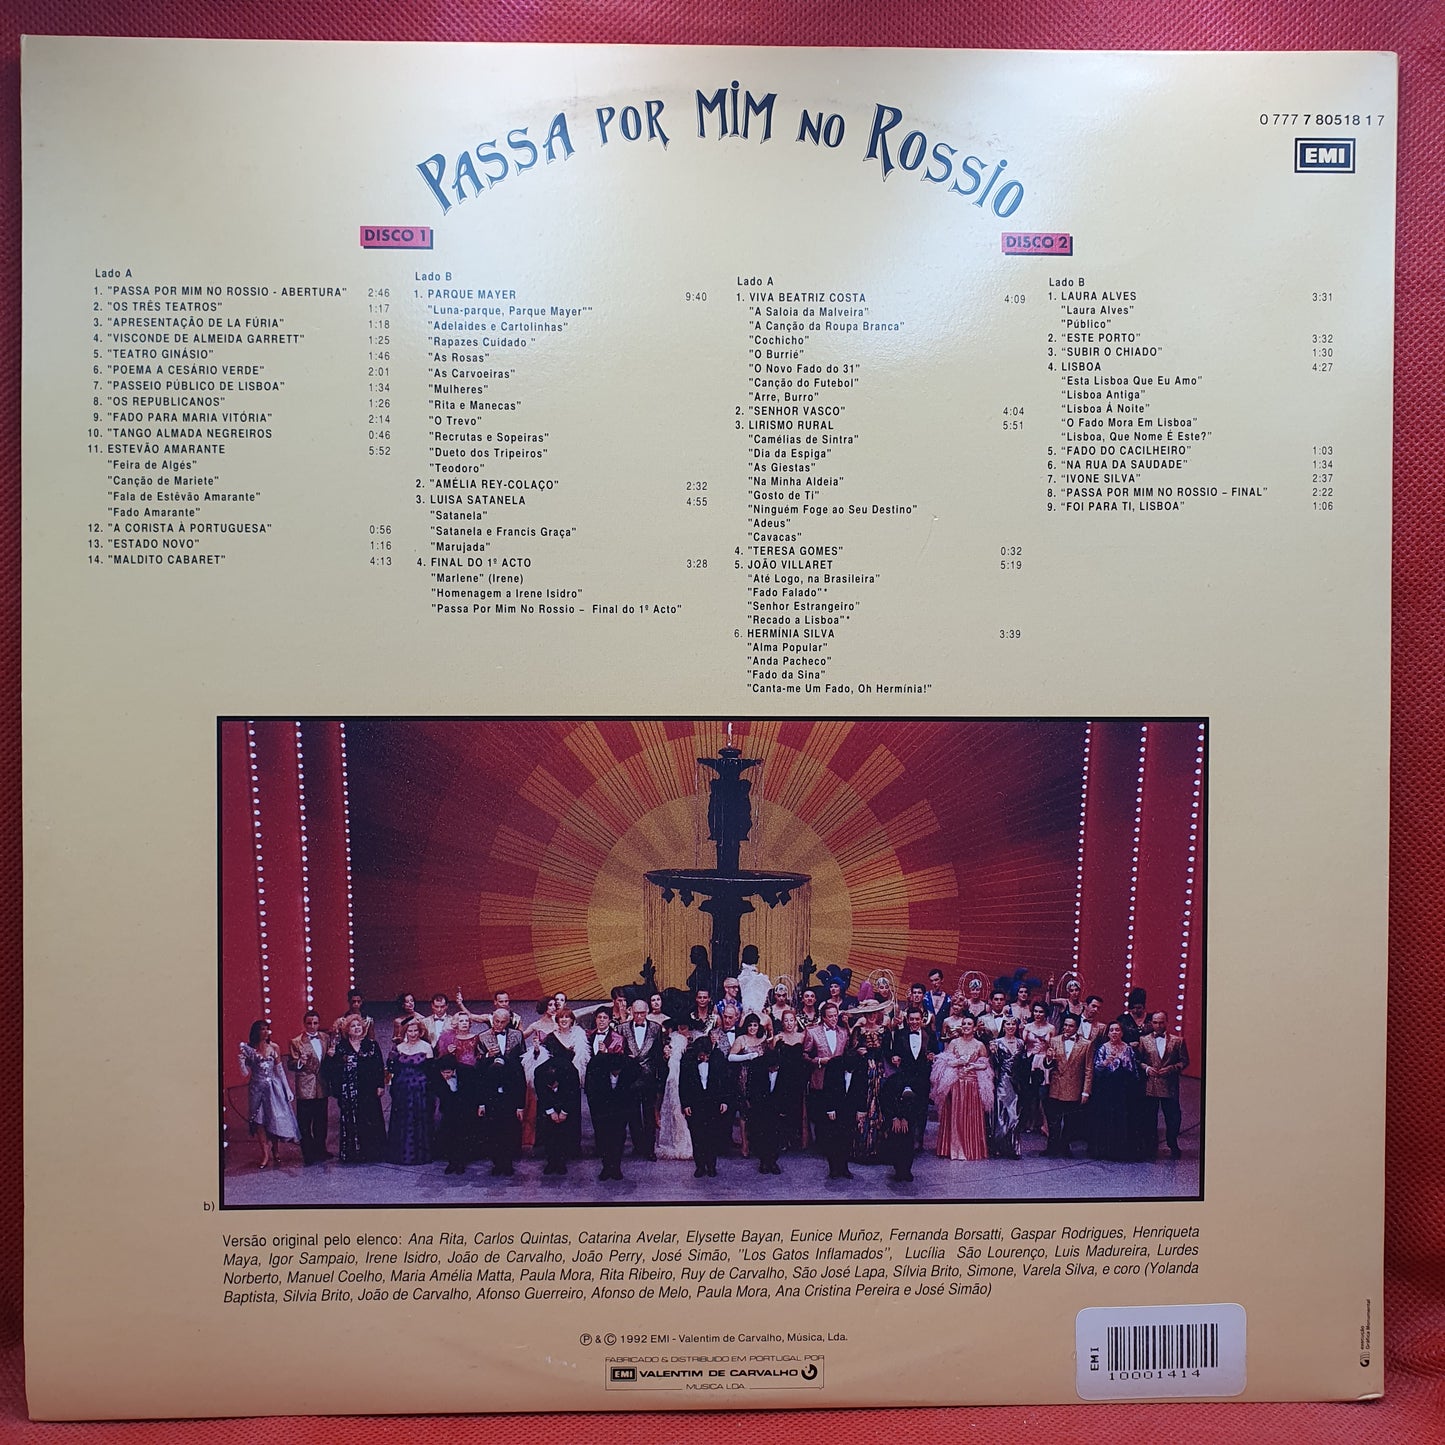 PASSA POR MIM NO ROSSIO
0 777 7 80518 1 7
EMI
DISCO 1
Lado A
1. "PASSA POR MIM NO ROSSIO - ABERTURA" 2:46
2. "OS TRÊS TEATROS" 1:17
3. "APRESENTAÇÃO DE LA FÚRIA" 1:18
4. "VISCONDE DE ALMEIDA GARRETT" 1:25
5. "TEATRO GINÁSIO" 1:46
6. "POEMA A CESÁRIO VERDE" 2:01
7. "PASSEIO PÚBLICO DE LISBOA" 1:34
8. "OS REPUBLICANOS" 1:26
9. "FADO PARA MARIA VITÓRIA" 2:14
10. "TANGO ALMADA NEGREIROS 0:46
11. ESTEVÃO AMARANTE 5:52
"Feira de Algés"
"Canção de Mariete"
"Fala de Estêvão Amarante"
"Fado Amarante"
12. "A CORISTA À PORTUGUESA" 0:56
13. "ESTADO NOVO" 1:16
14. "MALDITO CABARET" 4:13
Lado B
1. PARQUE MAYER 9:40
"Luna-parque, Parque Mayer""
"Adelaides e Cartolinhas"
"Rapazes Cuidado "
"As Rosas"
"As Carvoeiras"
"Mulheres"
"Rita e Manecas"
"O Trevo"
"Recrutas e Sopeiras"
"Dueto dos Tripeiros"
"Teodoro"
2. "AMÉLIA REY-COLAÇO" 2:32
3. LUISA SATANELA 4:55
"Satanela"
"Satanela e Francis Graça"
"Marujada"
4. FINAL DO 1º ACTO 3:28
"Marlene" (Irene)
"Homenagem a Irene Isidro"
"Passa Por Mim No Rossio – Final do 1º Acto"
DISCO 2
Lado A
1. VIVA BEATRIZ COSTA 4:09
"A Saloia da Malveira"
"A Canção da Roupa Branca"
"Cochicho"
"O Burrié"
"O Novo Fado do 31"
"Canção do Futebol"
"Arre, Burro"
2. "SENHOR VASCO" 4:04
3. LIRISMO RURAL 5:51
"Camélias de Sintra"
"Dia da Espiga"
"As Giestas"
"Na Minha Aldeia"
"Gosto de Ti"
"Ninguém Foge ao Seu Destino"
"Adeus"
"Cavacas"
4. "TERESA GOMES" 0:32
5. JOÃO VILLARET 5:19
"Até Logo, na Brasileira"
"Fado Falado"*
"Senhor Estrangeiro"
"Recado a Lisboa"*
6. HERMÍNIA SILVA 3:39
"Alma Popular"
"Anda Pacheco"
"Fado da Sina"
"Canta-me Um Fado, Oh Hermínia!"
Lado B
1. LAURA ALVES 3:31
"Laura Alves"
"Público"
2. "ESTE PORTO" 3:32
3. "SUBIR O CHIADO" 1:30
4. LISBOA 4:27
"Esta Lisboa Que Eu Amo"
"Lisboa Antiga"
"Lisboa Á Noite"
"O Fado Mora Em Lisboa"
"Lisboa, Que Nome É Este?"
5. "FADO DO CACILHEIRO" 1:03
6. "NA RUA DA SAUDADE" 1:34
7. "IVONE SILVA" 2:37
8. "PASSA POR MIM NO ROSSIO – FINAL" 2:22
9. "FOI PARA TI, LISBOA" 1:06
b)
Versão original pelo elenco: Ana Rita, Carlos Quintas, Catarina Avelar, Elysette Bayan, Eunice Muñoz, Fernanda Borsatti, Gaspar Rodrigues, Henriqueta
Maya, Igor Sampaio, Irene Isidro, João de Carvalho, João Perry, José Simão, "Los Gatos Inflamados", Lucília São Lourenço, Luis Madureira, Lurdes
Norberto, Manuel Coelho, Maria Amélia Matta, Paula Mora, Rita Ribeiro, Ruy de Carvalho, São José Lapa, Sílvia Brito, Simone, Varela Silva, e coro (Yolanda
Baptista, Silvia Brito, João de Carvalho, Afonso Guerreiro, Afonso de Melo, Paula Mora, Ana Cristina Pereira e José Simão)
Ⓟ & © 1992 EMI - Valentim de Carvalho, Música, Lda.
FABRICADO & DISTRIBUIDO EM PORTUGAL POR
EMI VALENTIM DE CARVALHO
MUSICA LDA
EMI
10001414
execução
Gráfica Monumental